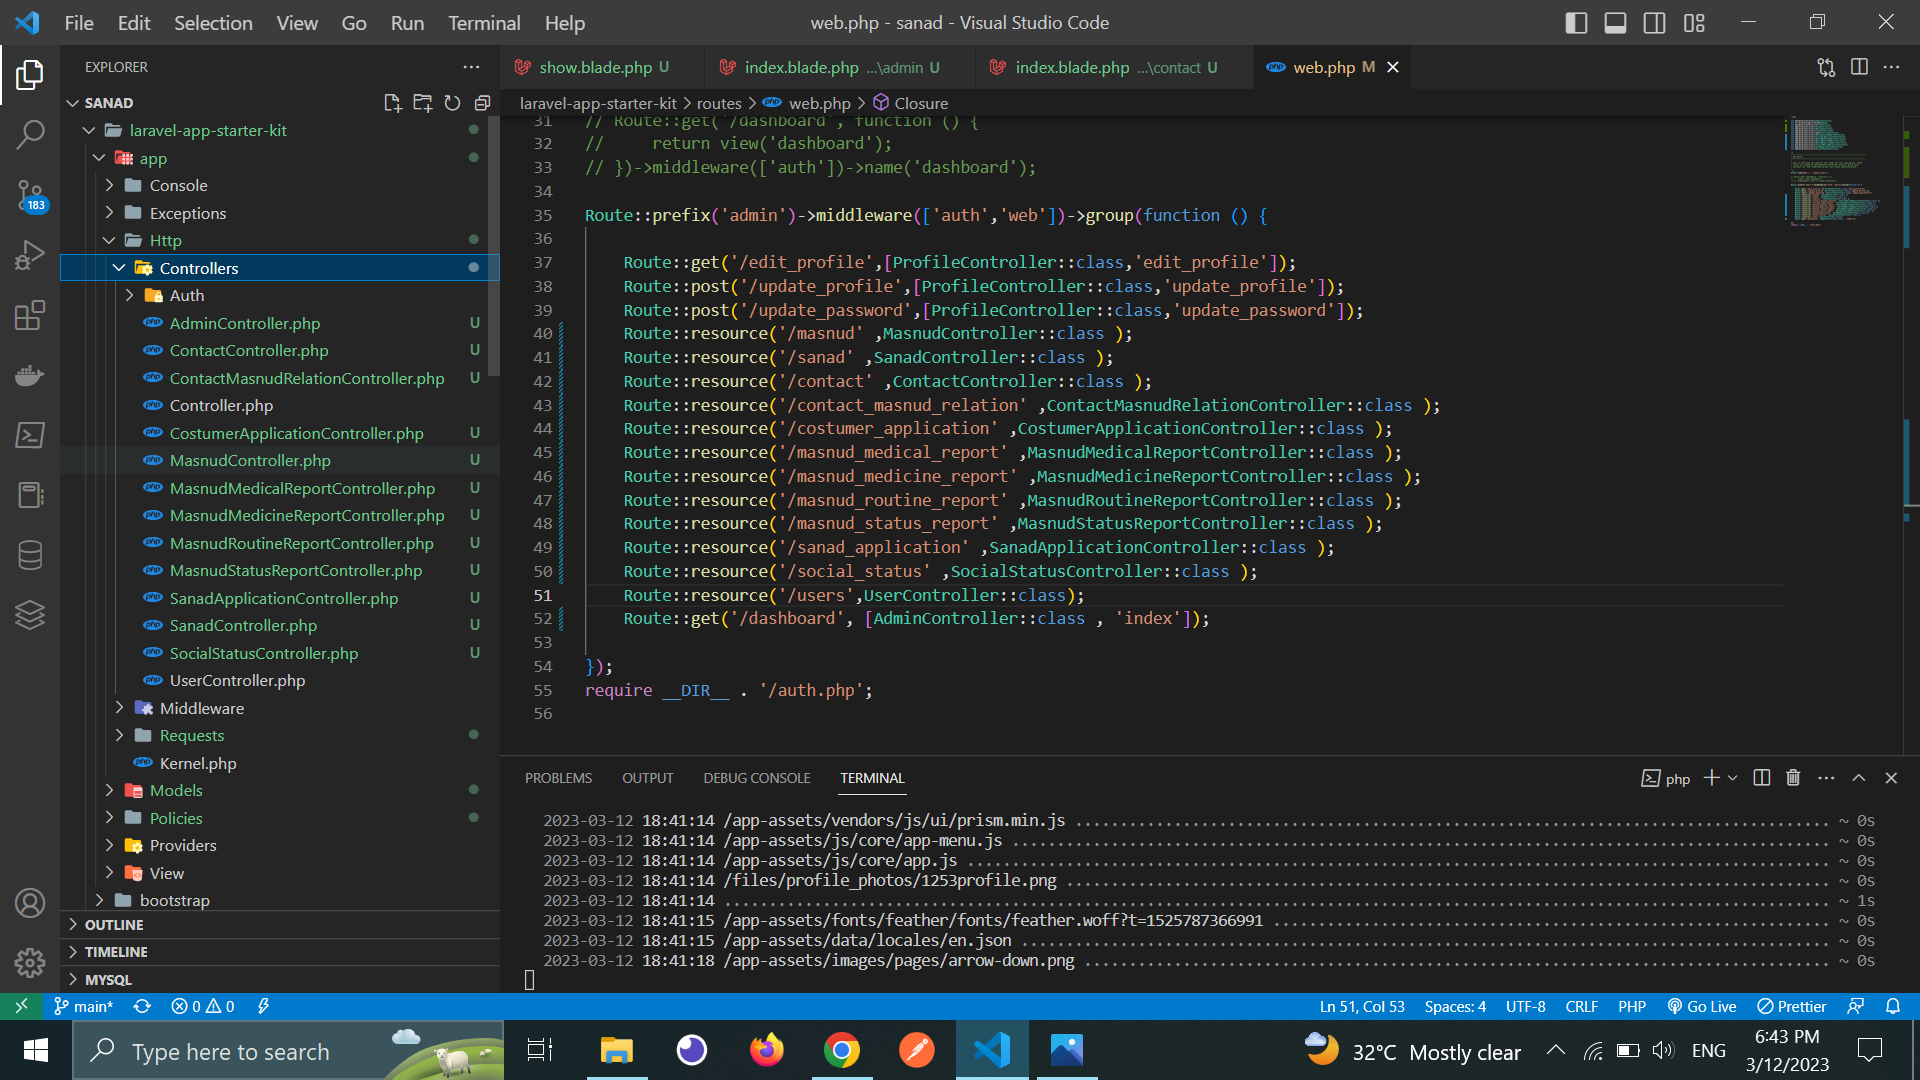 File Edit Selection View Go Run Terminal Help
web.php - sanad - Visual Studio Code
EXPLORER
show.blade.php U
index.blade.php ...\admin U
index.blade.php ...\contact U
web.php M
SANAD
laravel-app-starter-kit > routes > web.php > Closure
laravel-app-starter-kit
app
Console
Exceptions
Http
Controllers
Auth
AdminController.php U
ContactController.php U
ContactMasnudRelationController.php U
Controller.php
CostumerApplicationController.php U
MasnudController.php U
MasnudMedicalReportController.php U
MasnudMedicineReportController.php U
MasnudRoutineReportController.php U
MasnudStatusReportController.php U
SanadApplicationController.php U
SanadController.php U
SocialStatusController.php U
UserController.php
Middleware
Requests
Kernel.php
Models
Policies
Providers
View
bootstrap
OUTLINE
TIMELINE
MYSQL
183
31 // Route::get('/dashboard', function () {
32 //     return view('dashboard');
33 // })->middleware(['auth'])->name('dashboard');
34
35 Route::prefix('admin')->middleware(['auth','web'])->group(function () {
36
37     Route::get('/edit_profile',[ProfileController::class,'edit_profile']);
38     Route::post('/update_profile',[ProfileController::class,'update_profile']);
39     Route::post('/update_password',[ProfileController::class,'update_password']);
40     Route::resource('/masnud' ,MasnudController::class );
41     Route::resource('/sanad' ,SanadController::class );
42     Route::resource('/contact' ,ContactController::class );
43     Route::resource('/contact_masnud_relation' ,ContactMasnudRelationController::class );
44     Route::resource('/costumer_application' ,CostumerApplicationController::class );
45     Route::resource('/masnud_medical_report' ,MasnudMedicalReportController::class );
46     Route::resource('/masnud_medicine_report' ,MasnudMedicineReportController::class );
47     Route::resource('/masnud_routine_report' ,MasnudRoutineReportController::class );
48     Route::resource('/masnud_status_report' ,MasnudStatusReportController::class );
49     Route::resource('/sanad_application' ,SanadApplicationController::class );
50     Route::resource('/social_status' ,SocialStatusController::class );
51     Route::resource('/users',UserController::class);
52     Route::get('/dashboard', [AdminController::class , 'index']);
53
54 });
55 require __DIR__ . '/auth.php';
56
PROBLEMS OUTPUT DEBUG CONSOLE TERMINAL
php
2023-03-12 18:41:14 /app-assets/vendors/js/ui/prism.min.js ~ 0s
2023-03-12 18:41:14 /app-assets/js/core/app-menu.js ~ 0s
2023-03-12 18:41:14 /app-assets/js/core/app.js ~ 0s
2023-03-12 18:41:14 /files/profile_photos/1253profile.png ~ 0s
2023-03-12 18:41:14 ~ 1s
2023-03-12 18:41:15 /app-assets/fonts/feather/fonts/feather.woff?t=1525787366991 ~ 0s
2023-03-12 18:41:15 /app-assets/data/locales/en.json ~ 0s
2023-03-12 18:41:18 /app-assets/images/pages/arrow-down.png ~ 0s
main* 0 0
Ln 51, Col 53 Spaces: 4 UTF-8 CRLF PHP Go Live Prettier
Type here to search
32°C Mostly clear
ENG
6:43 PM
3/12/2023